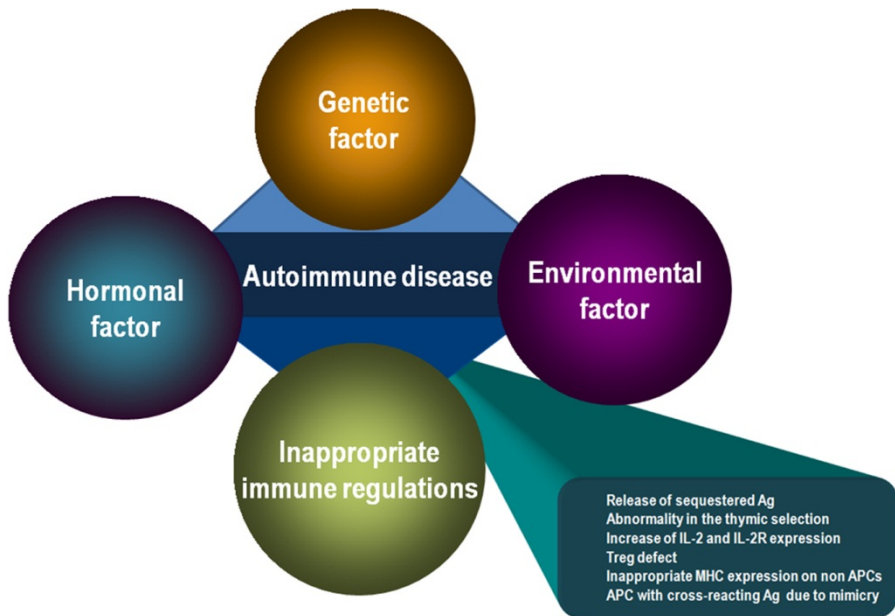 Genetic
factor
Hormonal
factor
Autoimmune disease
Environmental
factor
Inappropriate
immune regulations
Release of sequestered Ag
Abnormality in the thymic selection
Increase of IL-2 and IL-2R expression
Treg defect
Inappropriate MHC expression on non APCs
APC with cross-reacting Ag due to mimicry